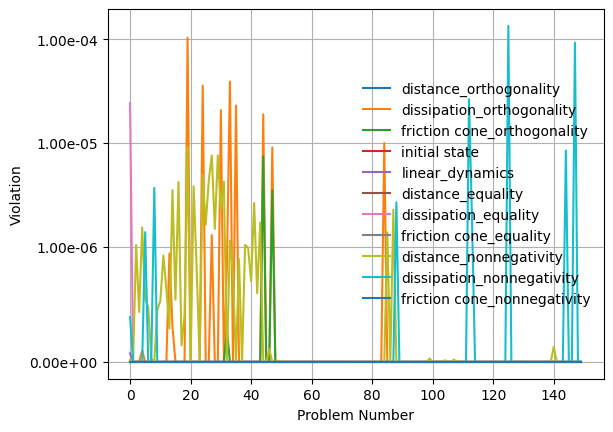 1.00e-04
1.00e-05
1.00e-06
0.00e+00
Violation
distance_orthogonality
dissipation_orthogonality
friction cone_orthogonality
initial state
linear_dynamics
distance_equality
dissipation_equality
friction cone_equality
distance_nonnegativity
dissipation_nonnegativity
friction cone_nonnegativity
0 20 40 60 80 100 120 140
Problem Number